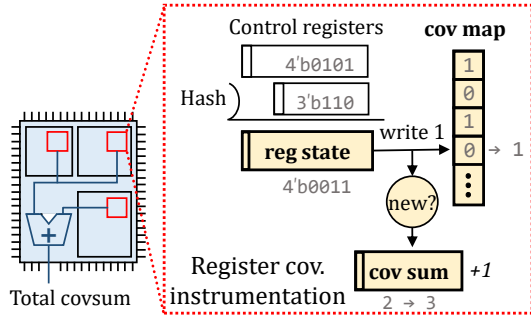 Control registers
cov map
4'b0101
Hash
3'b110
1
0
1
0 → 1
write 1
reg state
4'b0011
new?
+
Total covsum
Register cov.
instrumentation
cov sum
+1
2 → 3